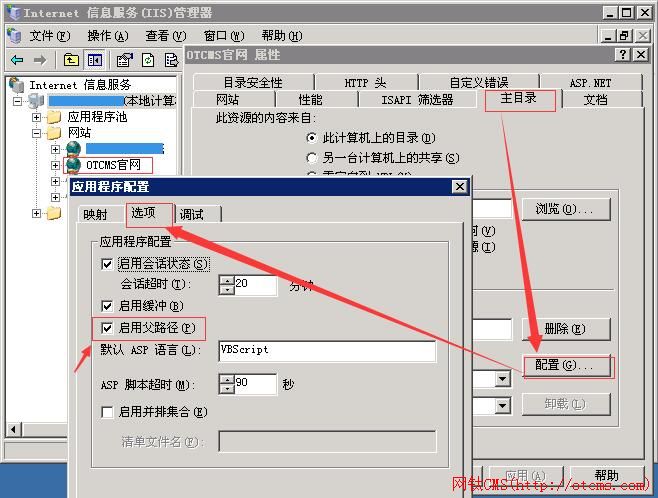 Internet 信息服务(IIS)管理器
文件(F) 操作(A) 查看(V) 窗口(W) 帮助(H)
OTCMS官网 属性
目录安全性 HTTP 头 自定义错误 ASP.NET
网站 性能 ISAPI 筛选器 主目录 文档
Internet 信息服务
(本地计算
应用程序池
网站
OTCMS官网
此资源的内容来自:
此计算机上的目录(D)
另一台计算机上的共享(S)
浏览(O)...
删除(E)
配置(G)...
卸载(L)
应用程序配置
映射 选项 调试
应用程序配置
启用会话状态(S)
会话超时(T): 20 分钟
启用缓冲(B)
启用父路径(P)
默认 ASP 语言(L): VBScript
ASP 脚本超时(M): 90 秒
启用并排集合(E)
清单文件名(F):
应用(A) 帮助
网钛CMS(http://otcms.com)